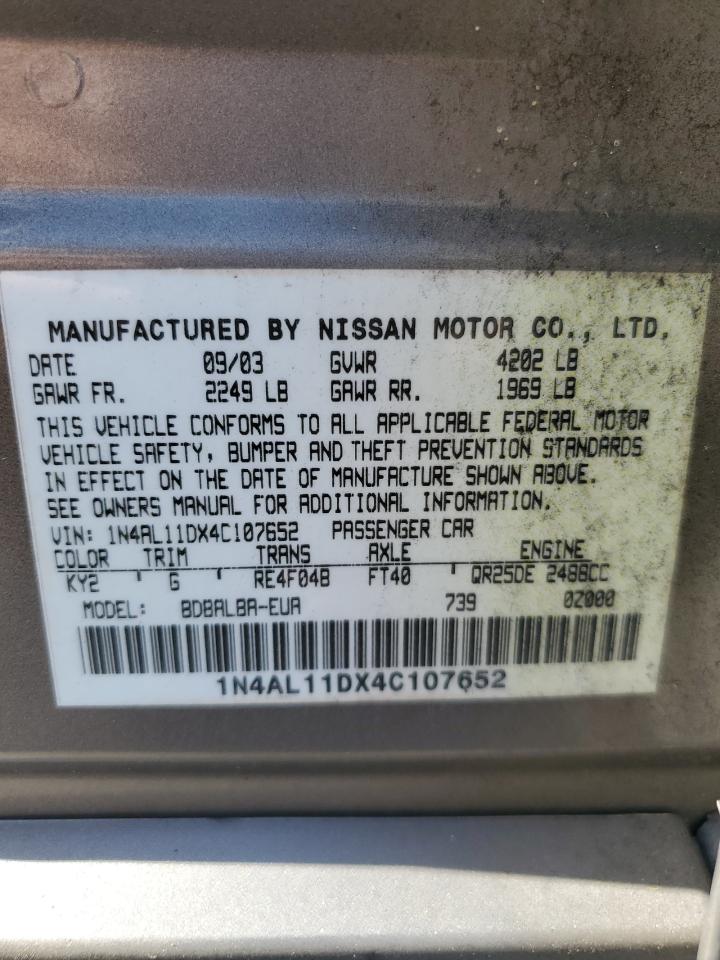 MANUFACTURED BY NISSAN MOTOR CO., LTD.
DATE 09/03 GVWR 4202 LB
GAWR FR. 2249 LB GAWR RR. 1969 LB
THIS VEHICLE CONFORMS TO ALL APPLICABLE FEDERAL MOTOR
VEHICLE SAFETY, BUMPER AND THEFT PREVENTION STANDARDS
IN EFFECT ON THE DATE OF MANUFACTURE SHOWN ABOVE.
SEE OWNERS MANUAL FOR ADDITIONAL INFORMATION.
VIN: 1N4AL11DX4C107652 PASSENGER CAR
COLOR TRIM TRANS AXLE ENGINE
KY2 ' G ' RE4F04B FT40 QR25DE 2488CC
MODEL: BDBALBA-EUA 739 0Z000
1N4AL11DX4C107652